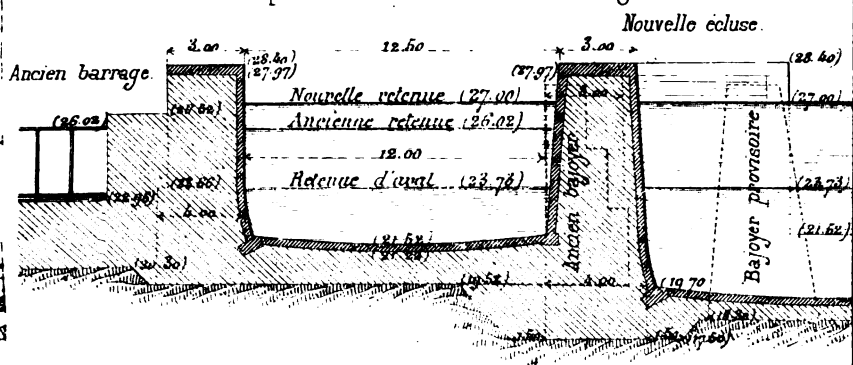 Nouvelle écluse.
3.00 12.50 3.00
Ancien barrage.
(28.40)
(27.97)
(27.97)
(28.40)
Nouvelle retenue (27.00)
(27.00)
(26.02)
Ancienne retenue (26.02)
12.00
Retenue d'aval (23.73)
(23.73)
4.00
(21.52)
(21.52)
Ancien bajoyer
Bajoyer provisoire
(19.52)
4.00
(19.70